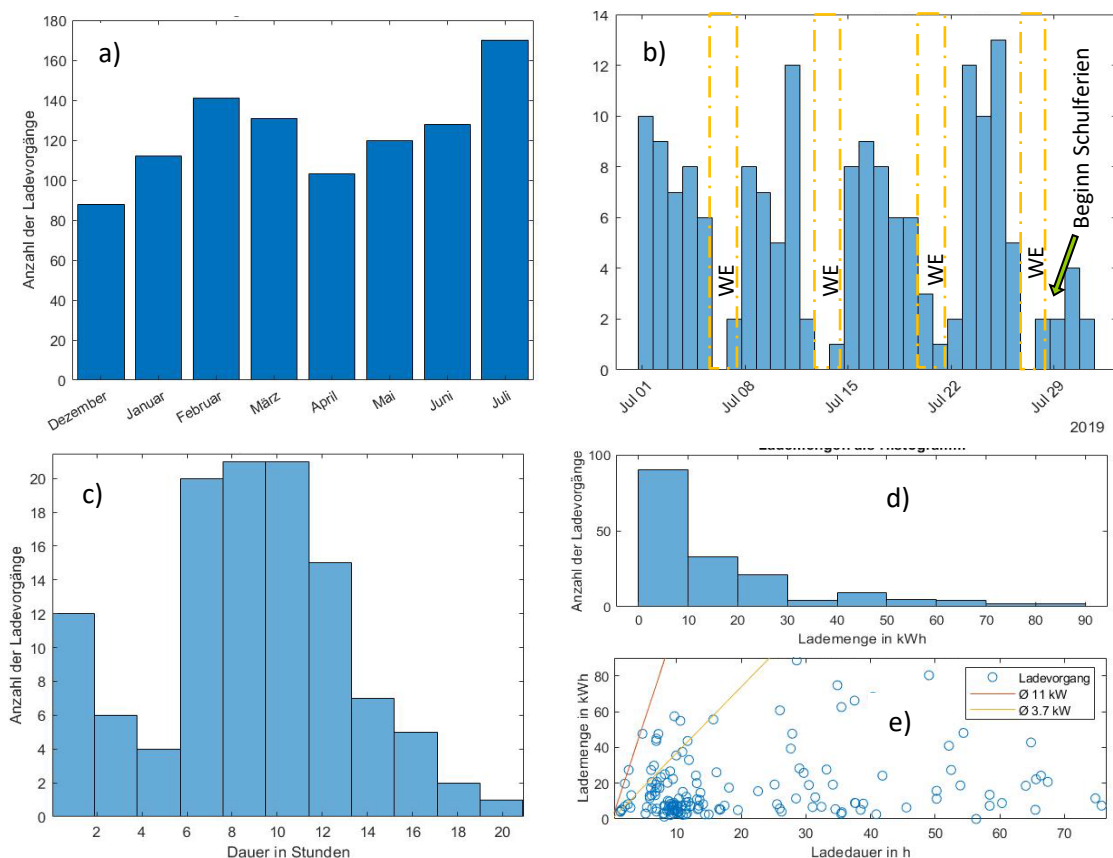 180
160
140
120
100
80
60
40
20
0
Anzahl der Ladevorgänge
a)
Dezember
Januar
Februar
März
April
Mai
Juni
Juli
14
12
10
8
6
4
2
0
b)
WE
WE
WE
WE
Beginn Schulferien
Jul 01
Jul 08
Jul 15
Jul 22
Jul 29
2019
20
18
16
14
12
10
8
6
4
2
0
Anzahl der Ladevorgänge
c)
2 4 6 8 10 12 14 16 18 20
Dauer in Stunden
Lademengen als Histogramm
100
50
0
Anzahl der Ladevorgänge
d)
0 10 20 30 40 50 60 70 80 90
Lademenge in kWh
80
60
40
20
0
Lademenge in kWh
e)
Ladevorgang
Ø 11 kW
Ø 3.7 kW
10 20 30 40 50 60 70
Ladedauer in h